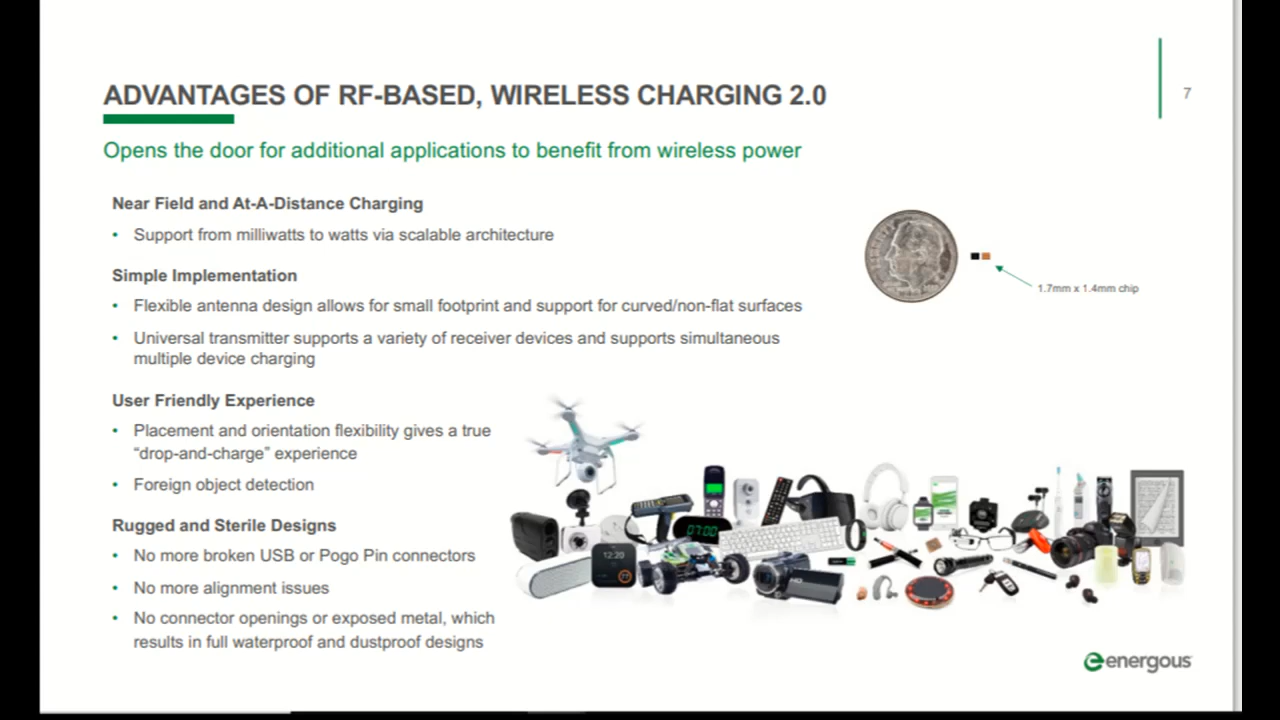 7
ADVANTAGES OF RF-BASED, WIRELESS CHARGING 2.0
Opens the door for additional applications to benefit from wireless power
Near Field and At-A-Distance Charging
• Support from milliwatts to watts via scalable architecture
Simple Implementation
• Flexible antenna design allows for small footprint and support for curved/non-flat surfaces
• Universal transmitter supports a variety of receiver devices and supports simultaneous
multiple device charging
User Friendly Experience
• Placement and orientation flexibility gives a true
“drop-and-charge” experience
• Foreign object detection
Rugged and Sterile Designs
• No more broken USB or Pogo Pin connectors
• No more alignment issues
• No connector openings or exposed metal, which
results in full waterproof and dustproof designs
1.7mm x 1.4mm chip
07:00
12:20
HD
energous